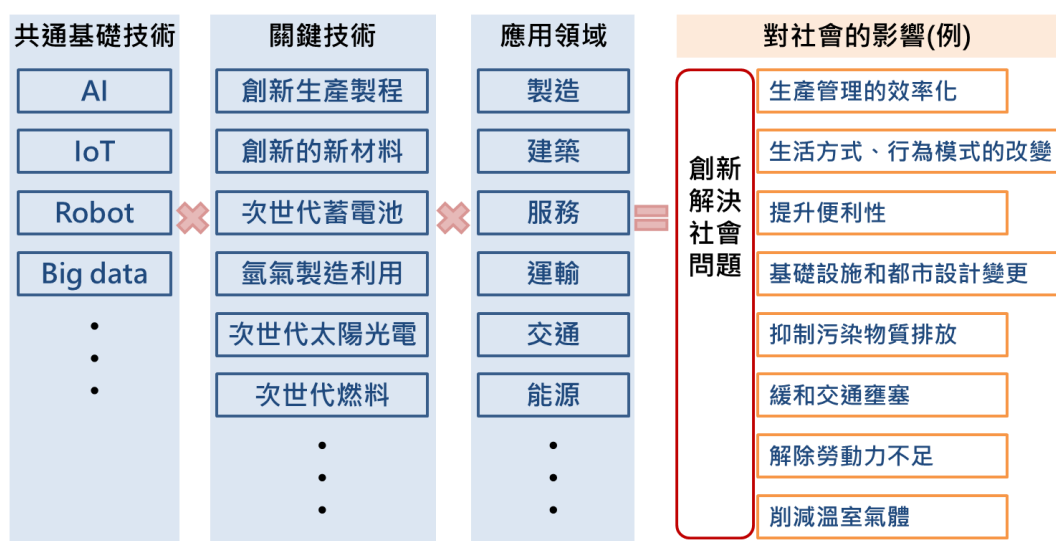 共通基礎技術
AI
IoT
Robot
Big data
關鍵技術
創新生產製程
創新的新材料
次世代蓄電池
氫氣製造利用
次世代太陽光電
次世代燃料
應用領域
製造
建築
服務
運輸
交通
能源
對社會的影響(例)
創新
解決
社會
問題
生產管理的效率化
生活方式、行為模式的改變
提升便利性
基礎設施和都市設計變更
抑制污染物質排放
緩和交通壅塞
解除勞動力不足
削減溫室氣體